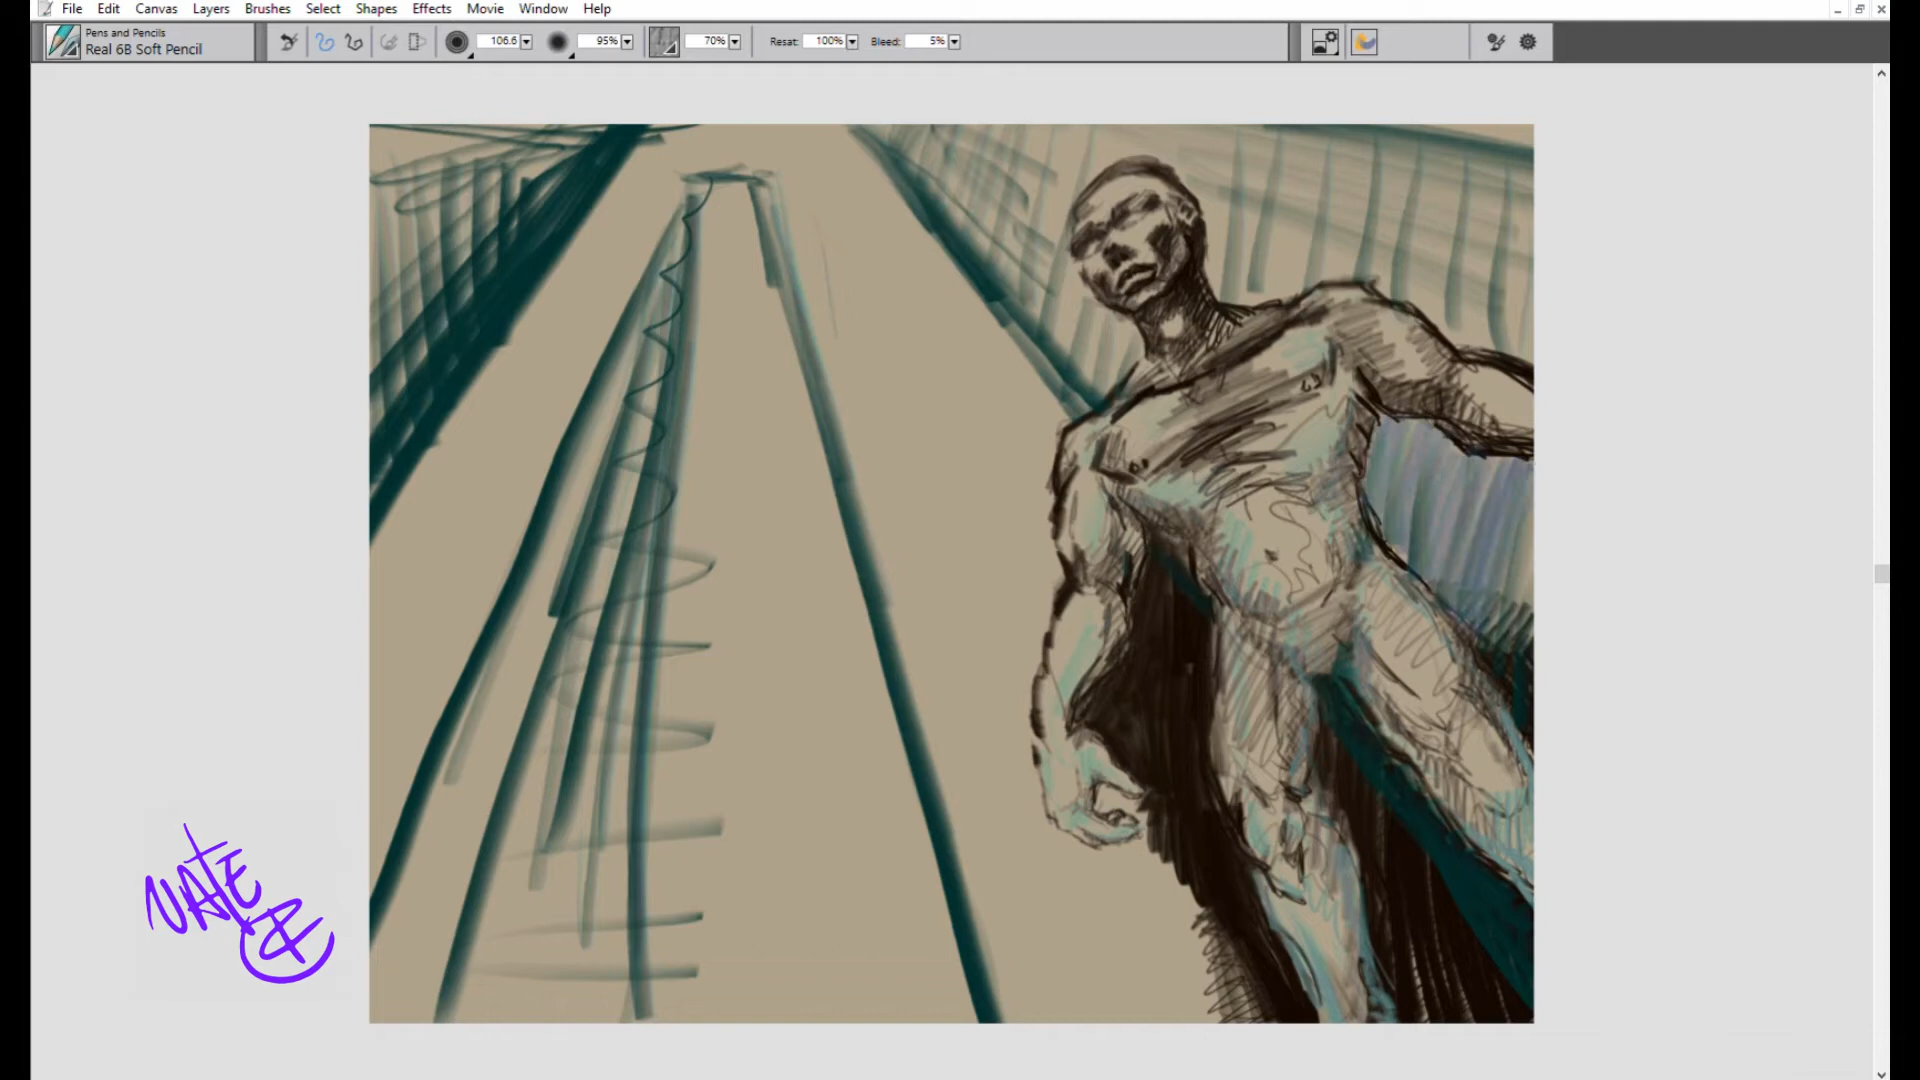 File Edit Canvas Layers Brushes Select Shapes Effects Movie Window Help
Pens and Pencils
Real 6B Soft Pencil
106.6 95% 70% Resat: 100% Bleed: 5%
NATE